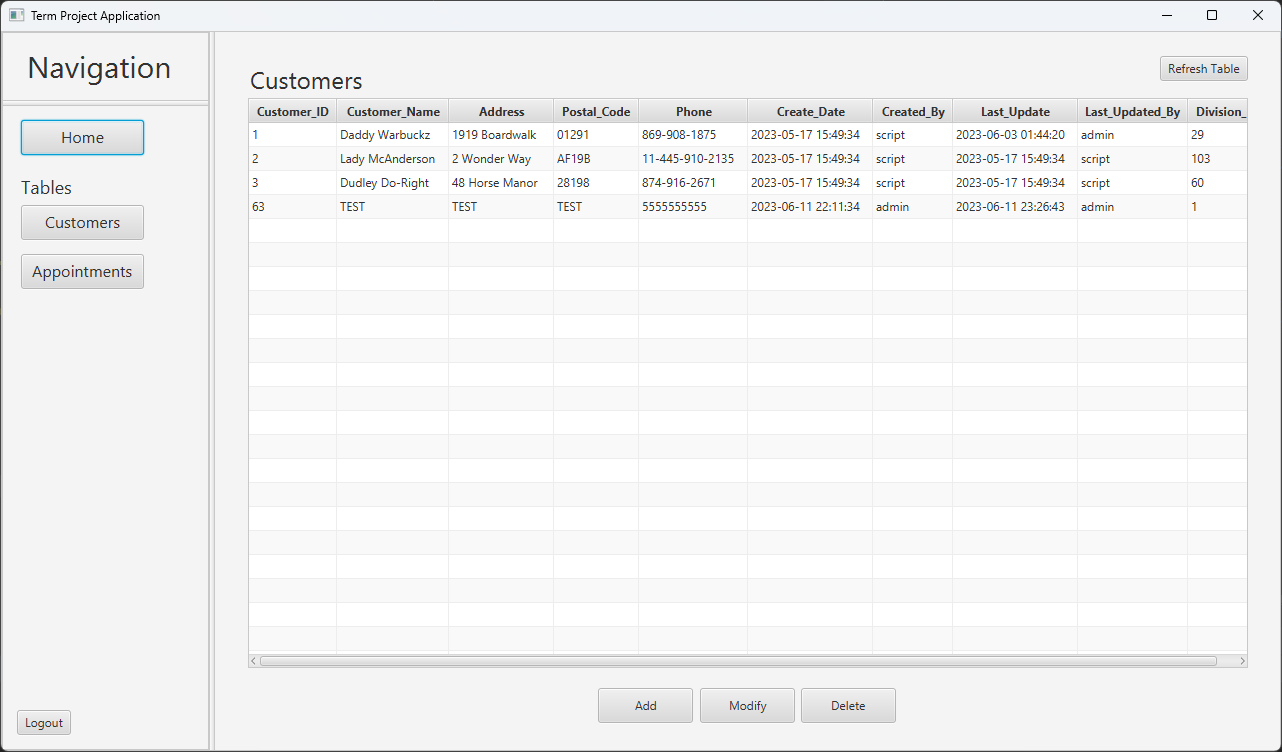 Term Project Application
Navigation
Home
Tables
Customers
Appointments
Logout
Customers
Refresh Table
Customer_ID Customer_Name Address Postal_Code Phone Create_Date Created_By Last_Update Last_Updated_By Division_
1 Daddy Warbuckz 1919 Boardwalk 01291 869-908-1875 2023-05-17 15:49:34 script 2023-06-03 01:44:20 admin 29
2 Lady McAnderson 2 Wonder Way AF19B 11-445-910-2135 2023-05-17 15:49:34 script 2023-05-17 15:49:34 script 103
3 Dudley Do-Right 48 Horse Manor 28198 874-916-2671 2023-05-17 15:49:34 script 2023-05-17 15:49:34 script 60
63 TEST TEST TEST 5555555555 2023-06-11 22:11:34 admin 2023-06-11 23:26:43 admin 1
Add Modify Delete